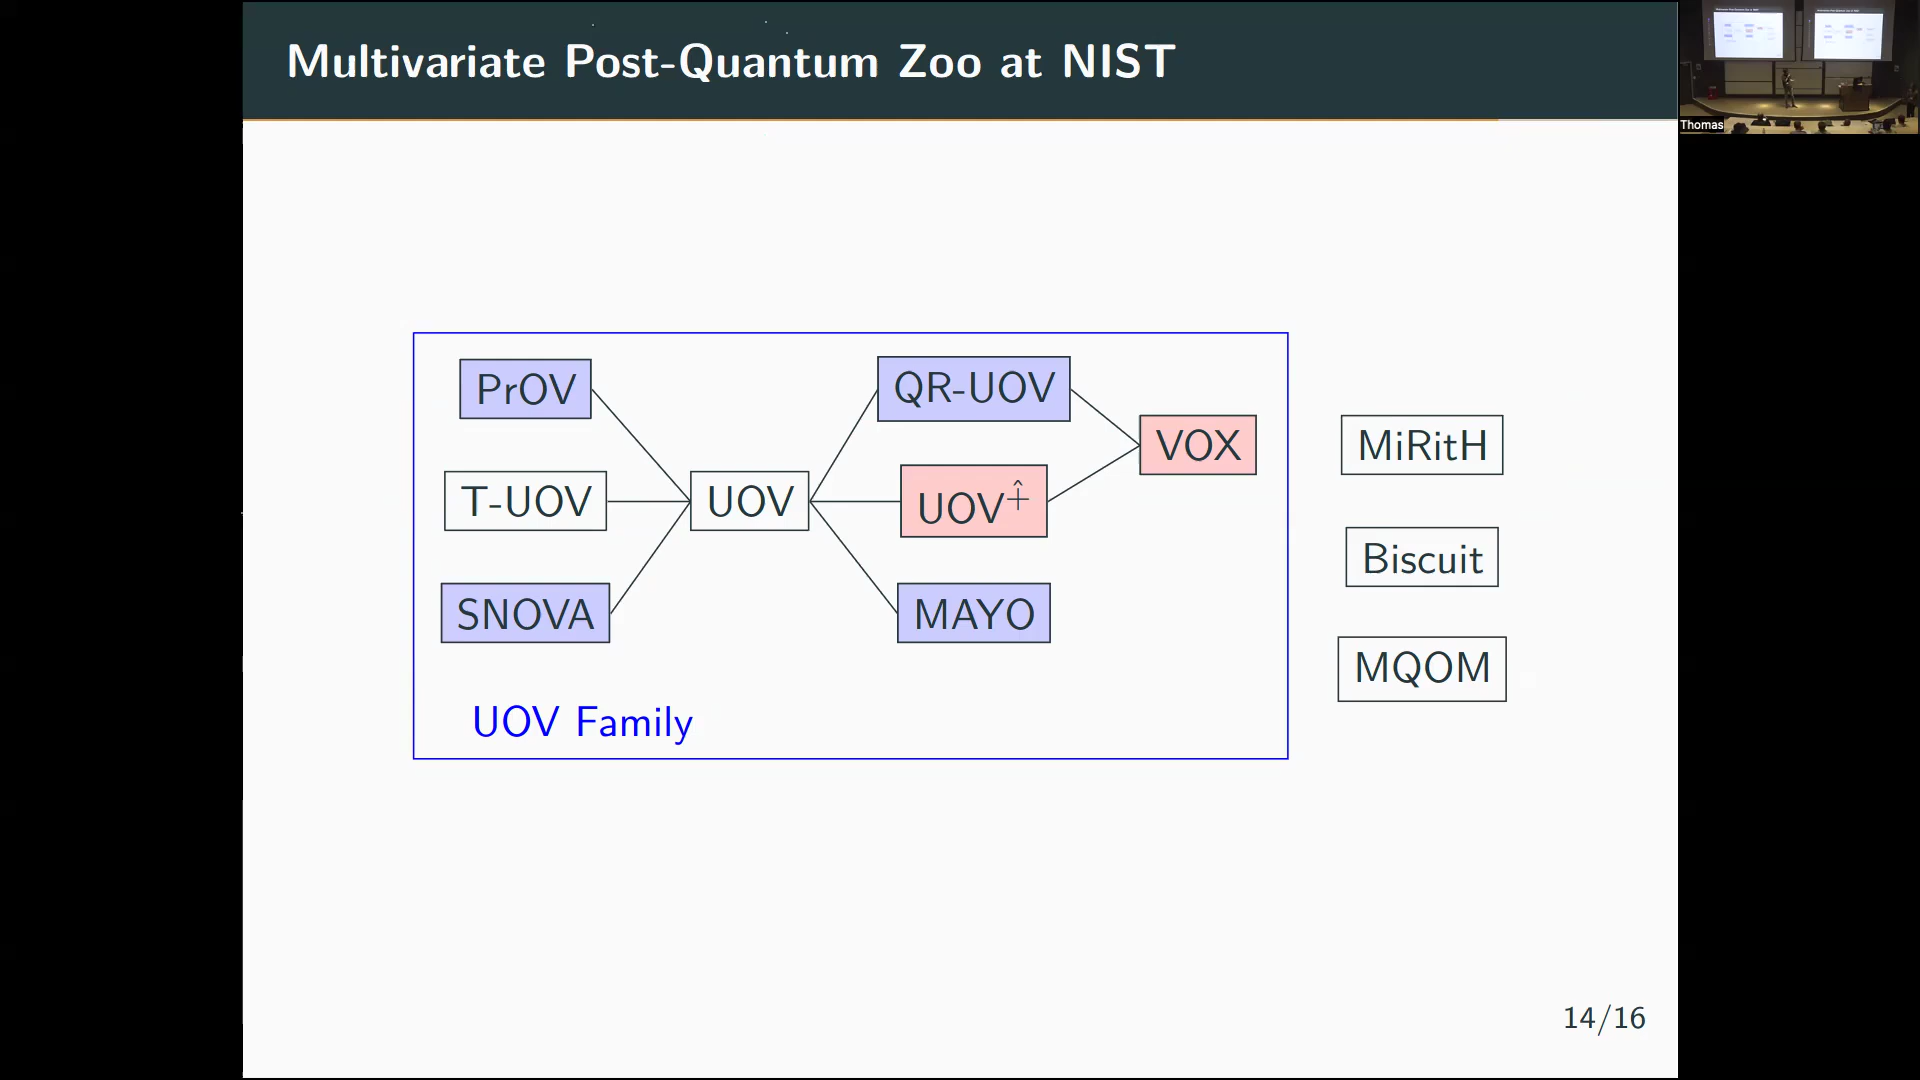 Multivariate Post-Quantum Zoo at NIST
Thomas
PrOV
QR-UOV
VOX
MiRitH
T-UOV
UOV
UOV^+̂
Biscuit
SNOVA
MAYO
MQOM
UOV Family
14/16